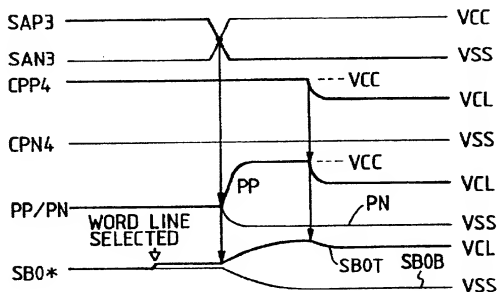 SAP3
VCC
SAN3
VSS
CPP4
VCC
VCL
CPN4
VSS
VCC
PP
VCL
PP/PN
PN
WORD LINE
SELECTED
VSS
VCL
SB0*
SB0T
SB0B
VSS